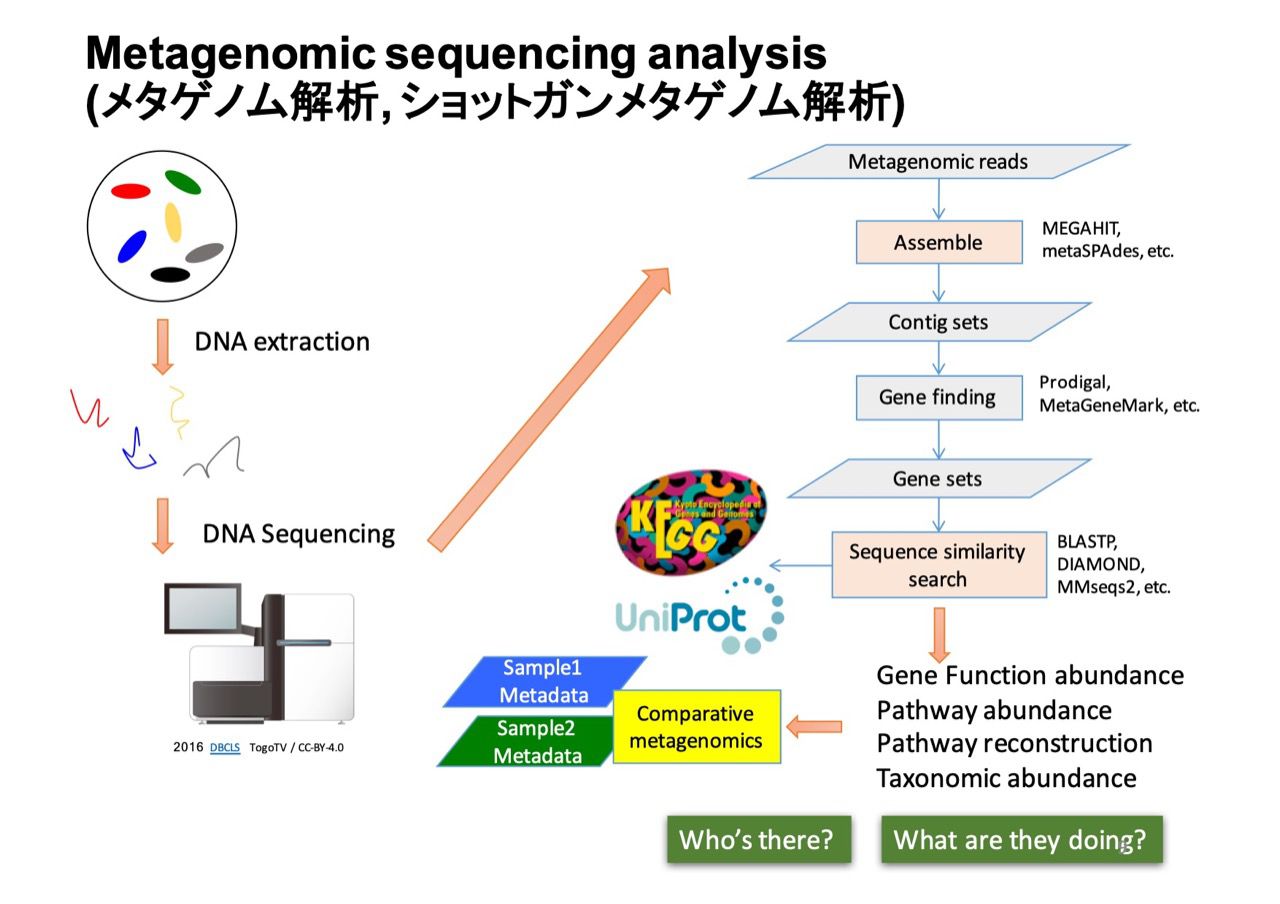 Metagenomic sequencing analysis
(メタゲノム解析, ショットガンメタゲノム解析)
DNA extraction
DNA Sequencing
2016 DBCLS TogoTV / CC-BY-4.0
Metagenomic reads
Assemble
MEGAHIT,
metaSPAdes, etc.
Contig sets
Gene finding
Prodigal,
MetaGeneMark, etc.
Gene sets
Sequence similarity
search
BLASTP,
DIAMOND,
MMseqs2, etc.
KEGG
Kyoto Encyclopedia of
Genes and Genomes
UniProt
Gene Function abundance
Pathway abundance
Pathway reconstruction
Taxonomic abundance
Comparative
metagenomics
Sample1
Metadata
Sample2
Metadata
Who's there?
What are they doing?